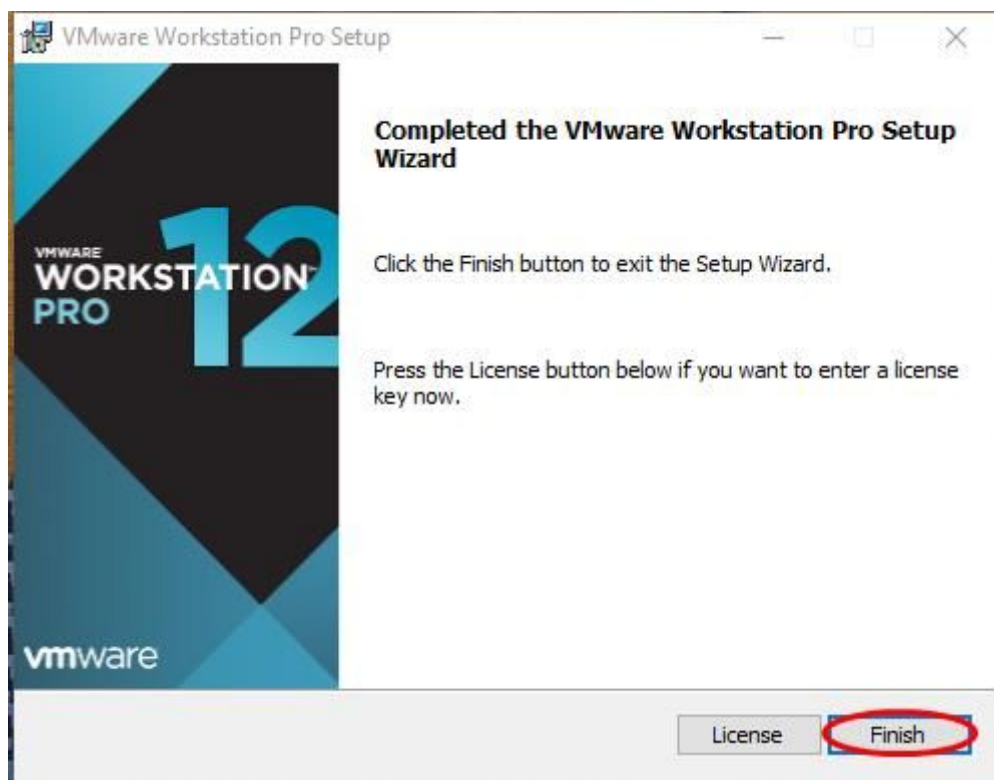 VMware Workstation Pro Setup
Completed the VMware Workstation Pro Setup
Wizard
VMWARE
WORKSTATION™
PRO
12
Click the Finish button to exit the Setup Wizard.
Press the License button below if you want to enter a license
key now.
vmware
License
Finish